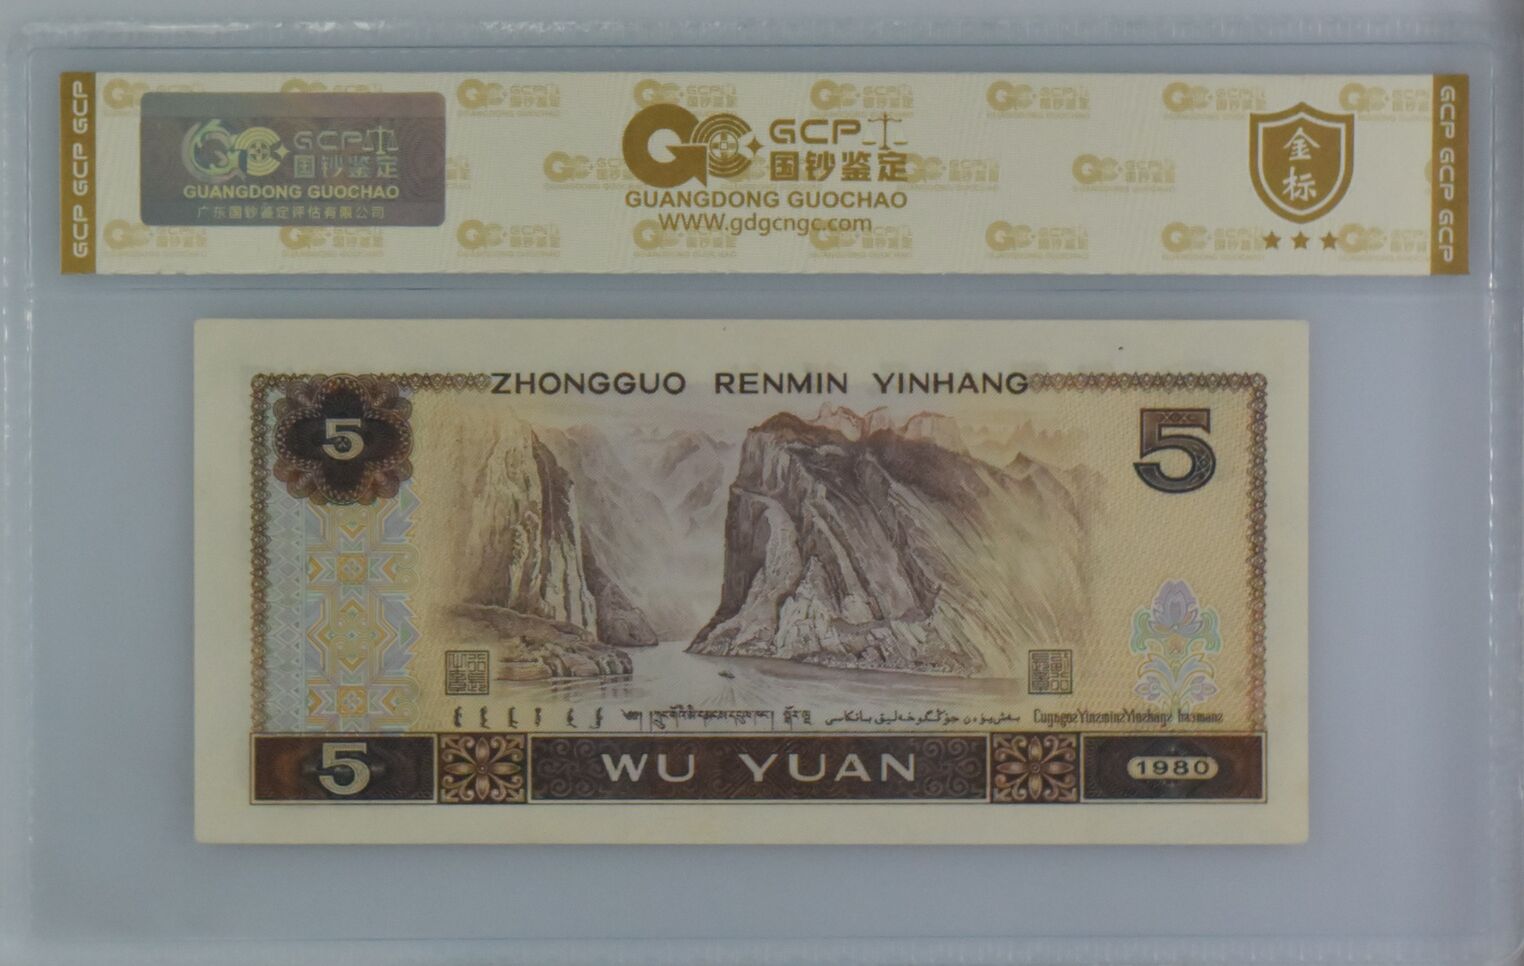 GCP GCP GCP
GCP
国钞鉴定
GUANGDONG GUOCHAO
广东国钞鉴定评估有限公司
GCP
国钞鉴定
GUANGDONG GUOCHAO
WWW.gdgcngc.com
金标
GCP GCP GCP
ZHONGGUO RENMIN YINHANG
5
5
5
WU YUAN
1980